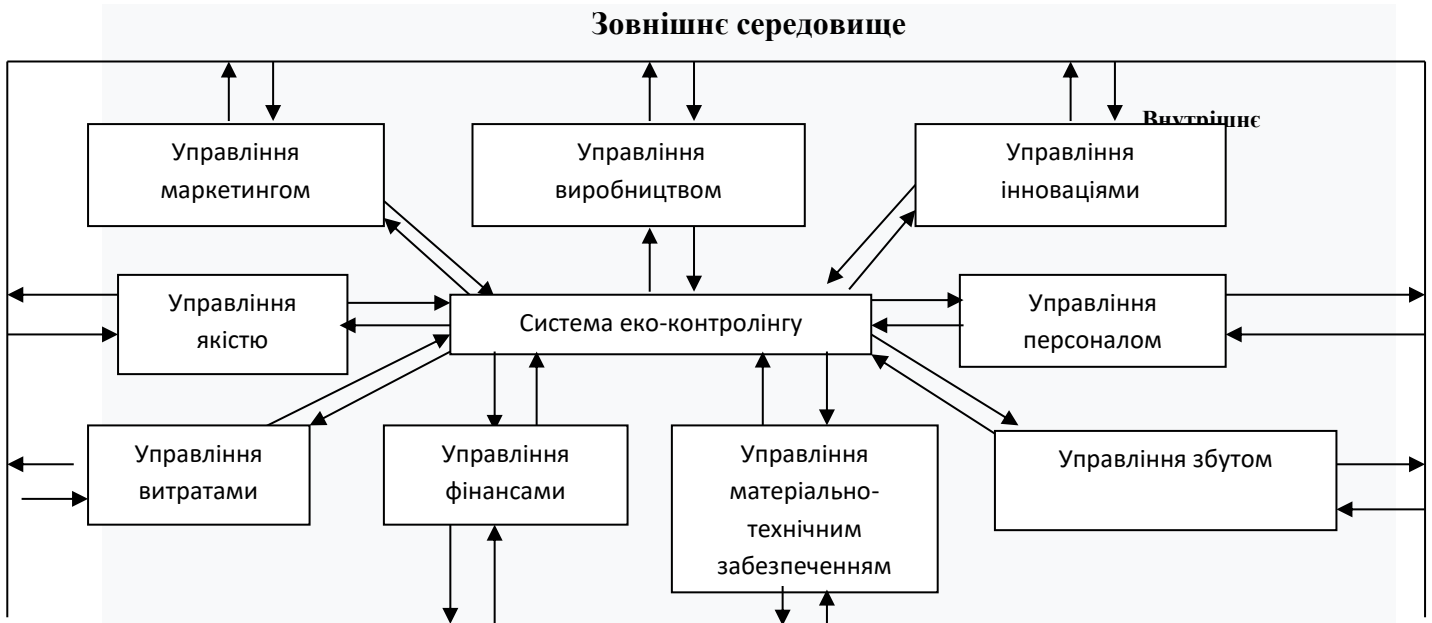 Зовнішнє середовище
Внутрішнє
Управління
маркетингом
Управління
виробництвом
Управління
інноваціями
Управління
якістю
Система еко-контролінгу
Управління
персоналом
Управління
витратами
Управління
фінансами
Управління
матеріально-
технічним
забезпеченням
Управління збутом